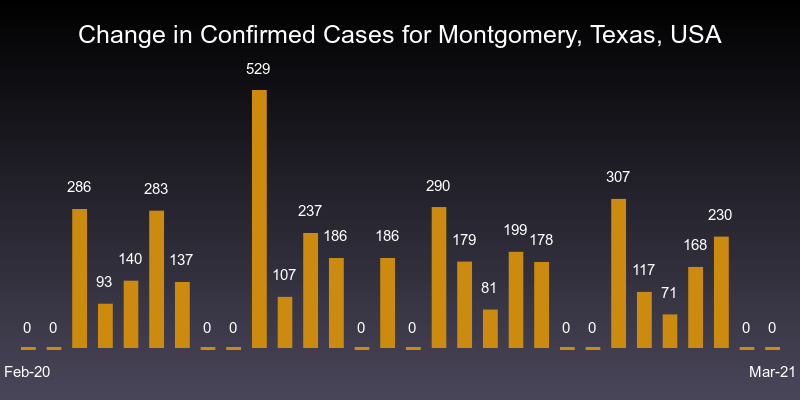 Change in Confirmed Cases for Montgomery, Texas, USA
529
307
286 283 290
237 230
186 186 199
179 178 168
140 137
93 107 117
81 71
0 0 0 0 0 0 0 0 0 0
Feb-20 Mar-21